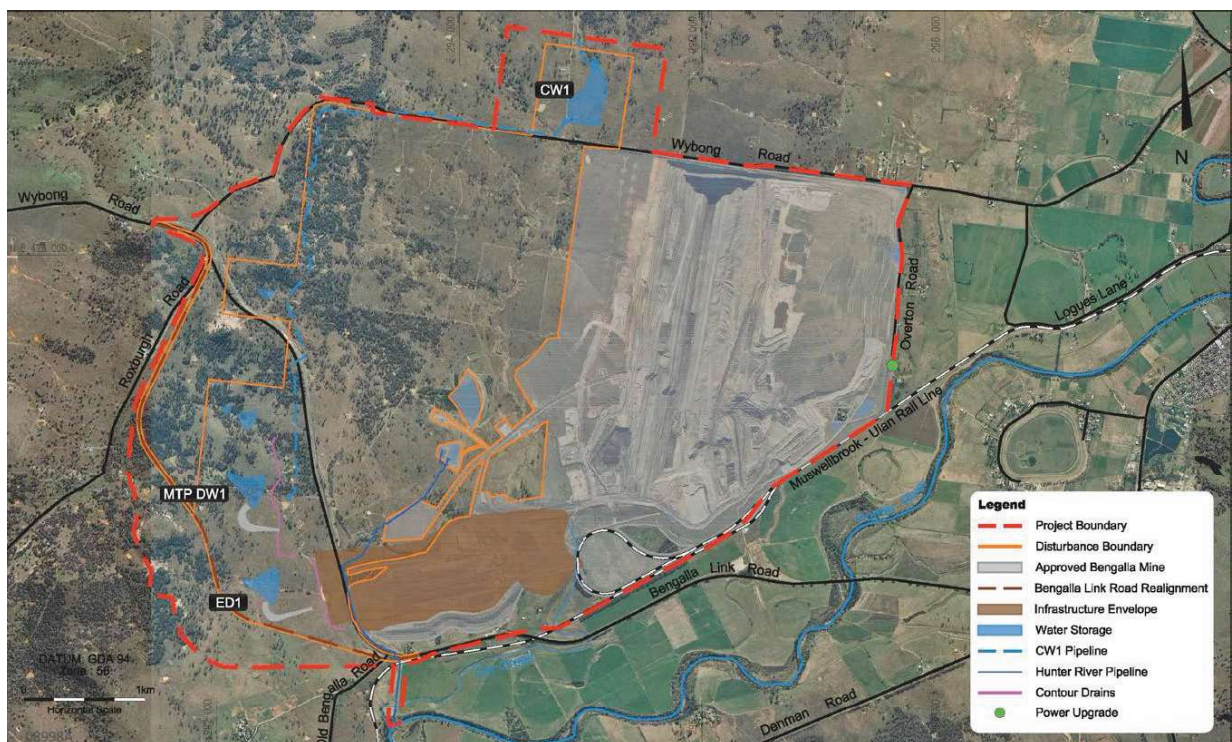 CW1
Wybong Road
N
Wybong Road
Roxburgh Road
Overton Road
Logues Lane
Muswellbrook - Ulan Rail Line
MTP DW1
ED1
Bengalla Link Road
Old Bengalla Road
Denman Road
DATUM: GDA 94
Zone : 56
0 1km
Horizontal Scale
Legend
Project Boundary
Disturbance Boundary
Approved Bengalla Mine
Bengalla Link Road Realignment
Infrastructure Envelope
Water Storage
CW1 Pipeline
Hunter River Pipeline
Contour Drains
Power Upgrade